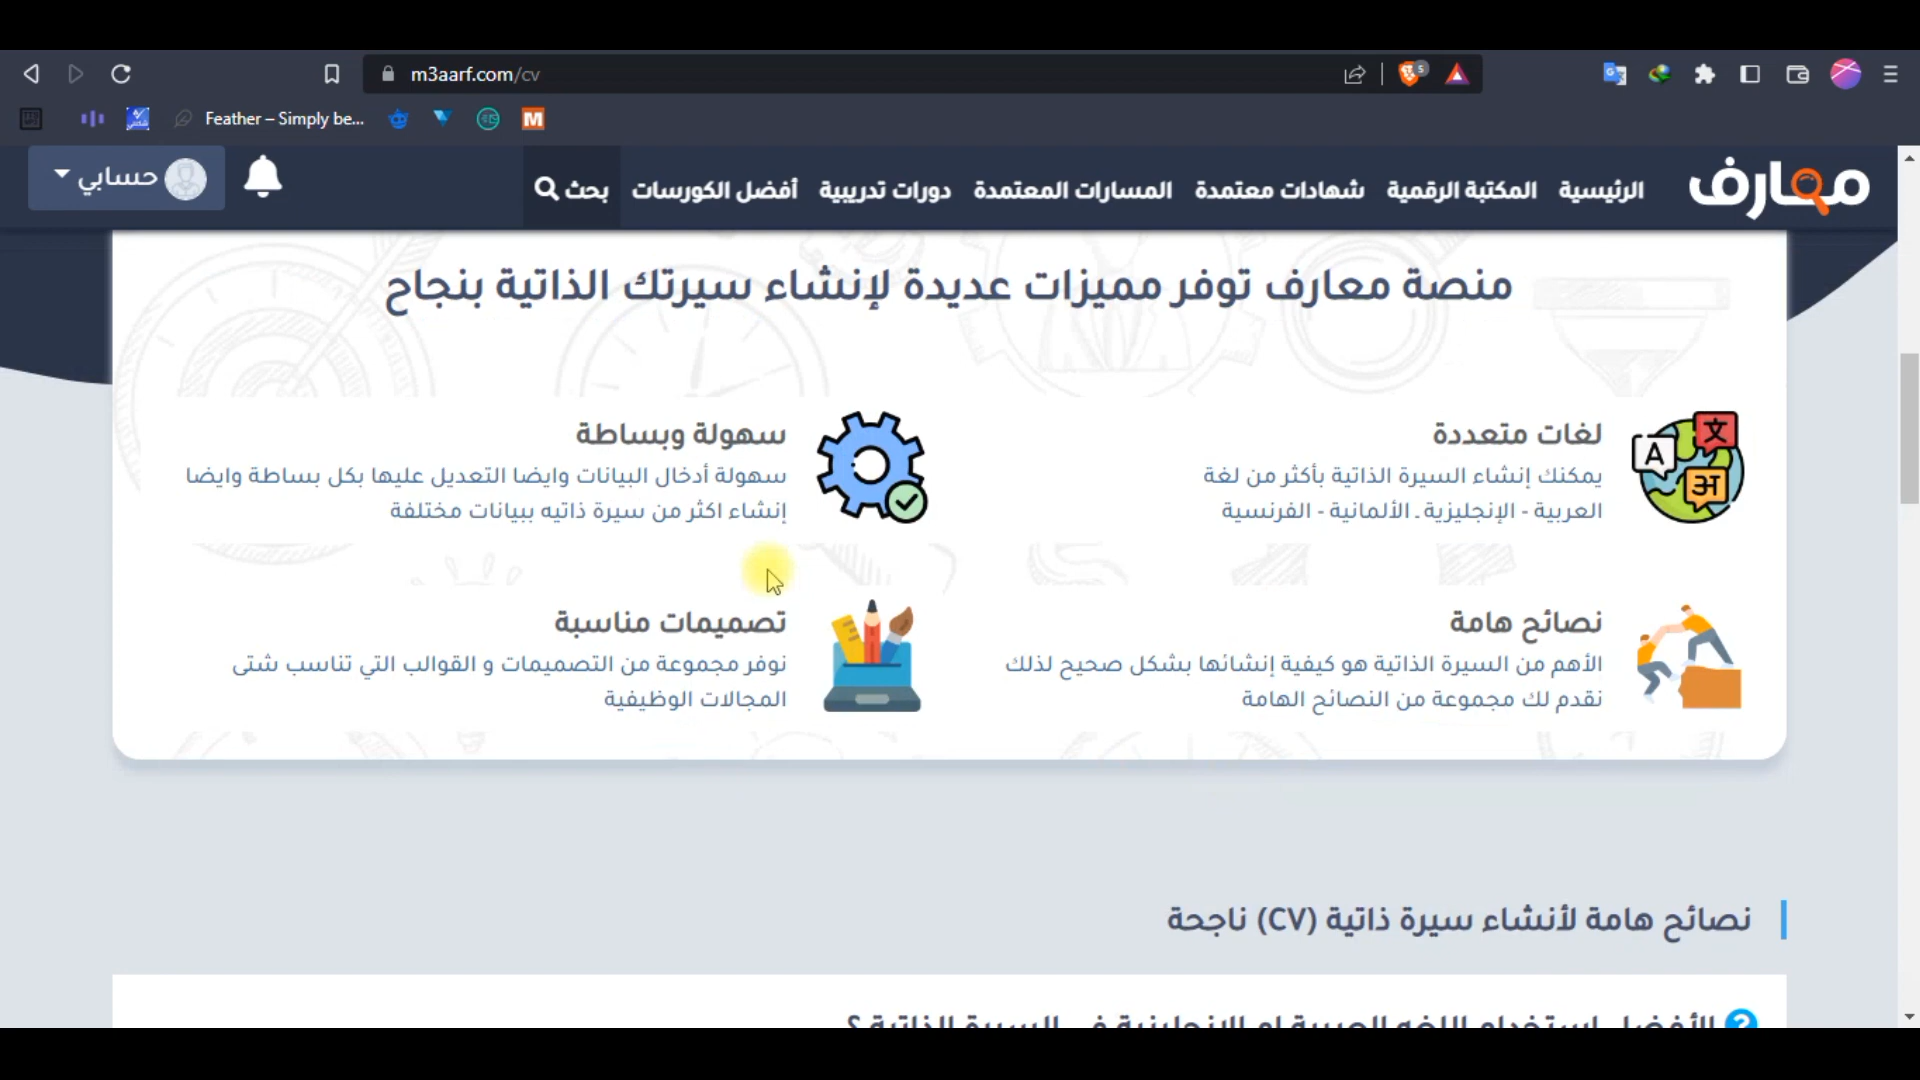 m3aarf.com/cv
5
Feather – Simply be...
معارف
الرئيسية
المكتبة الرقمية
شهادات معتمدة
المسارات المعتمدة
دورات تدريبية
أفضل الكورسات
بحث
حسابي
منصة معارف توفر مميزات عديدة لإنشاء سيرتك الذاتية بنجاح
لغات متعددة
يمكنك إنشاء السيرة الذاتية بأكثر من لغة
العربية - الإنجليزية ـ الألمانية - الفرنسية
سهولة وبساطة
سهولة أدخال البيانات وايضا التعديل عليها بكل بساطة وايضا
إنشاء اكثر من سيرة ذاتيه ببيانات مختلفة
نصائح هامة
الأهم من السيرة الذاتية هو كيفية إنشائها بشكل صحيح لذلك
نقدم لك مجموعة من النصائح الهامة
تصميمات مناسبة
نوفر مجموعة من التصميمات و القوالب التي تناسب شتى
المجالات الوظيفية
نصائح هامة لأنشاء سيرة ذاتية (CV) ناجحة